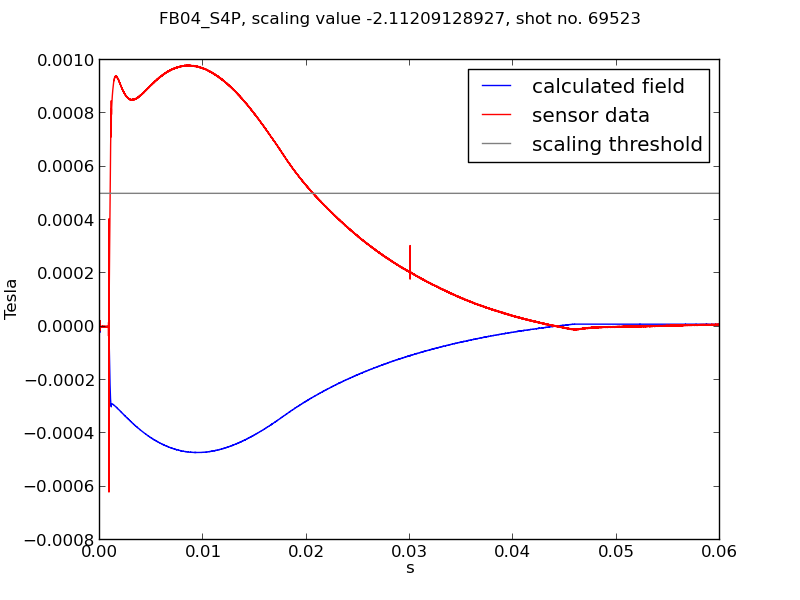 FB04_S4P, scaling value -2.11209128927, shot no. 69523
calculated field
sensor data
scaling threshold
Tesla
0.0010
0.0008
0.0006
0.0004
0.0002
0.0000
−0.0002
−0.0004
−0.0006
−0.0008
0.00
0.01
0.02
0.03
0.04
0.05
0.06
s